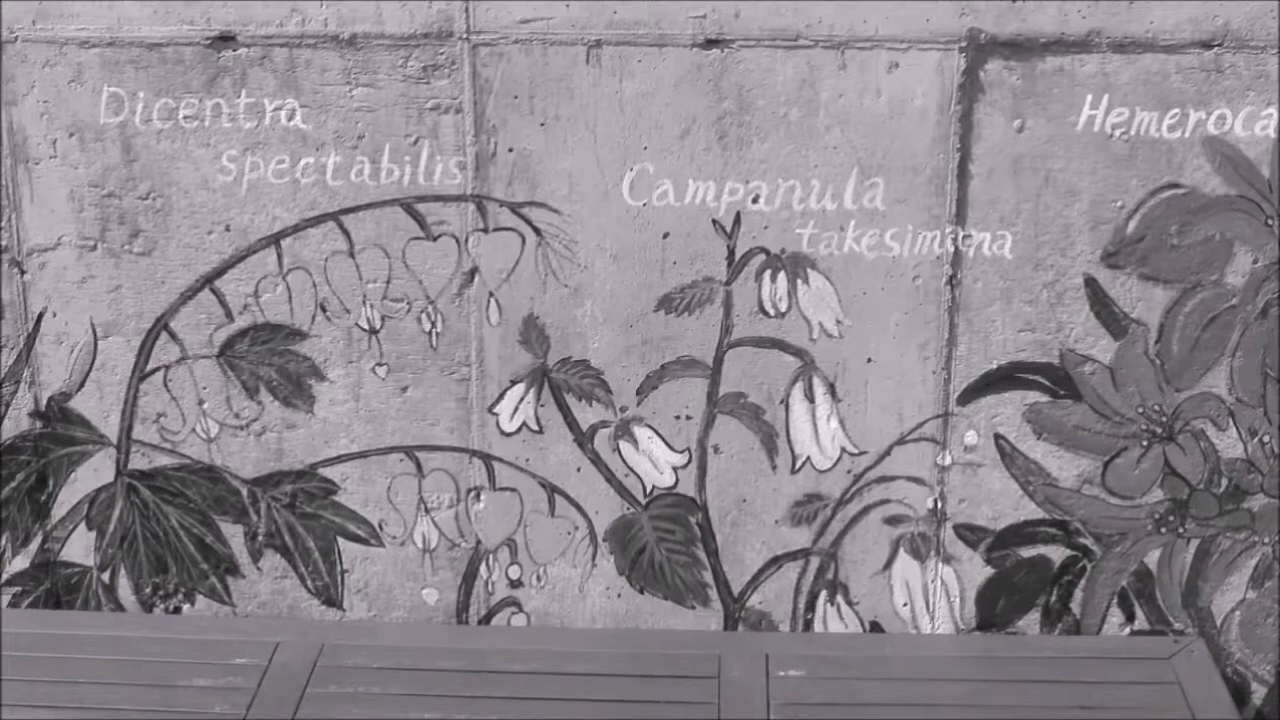 Dicentra
spectabilis
Campanula
takesimana
Hemeroca